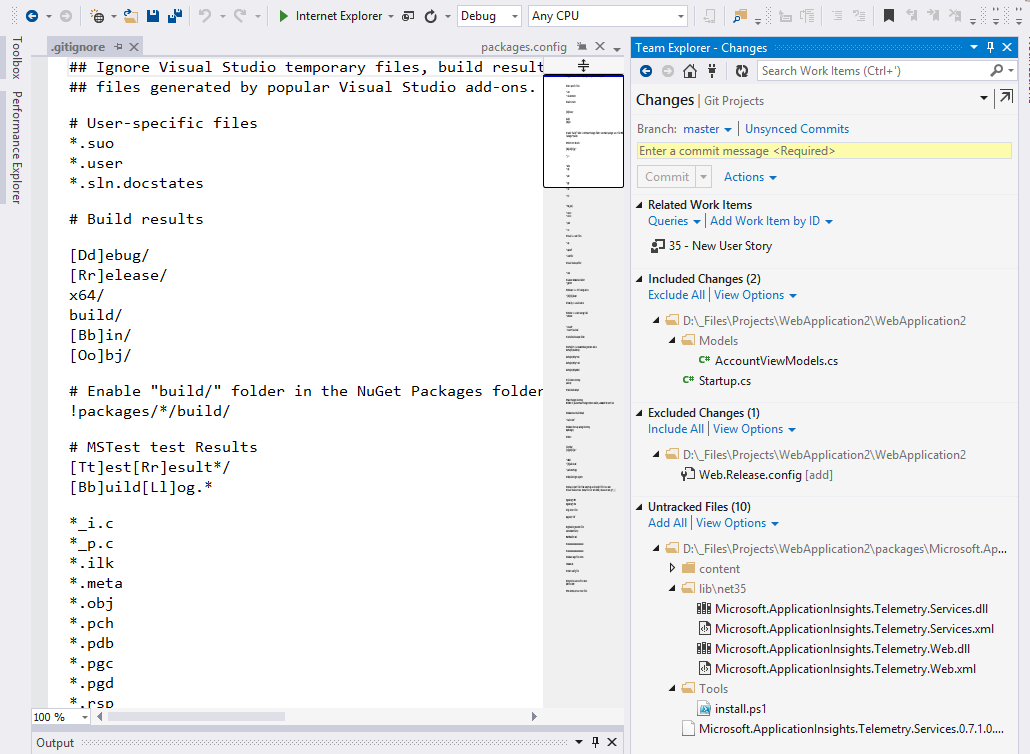 Internet Explorer
Debug
Any CPU
Toolbox
Performance Explorer
.gitignore
packages.config
## Ignore Visual Studio temporary files, build result
## files generated by popular Visual Studio add-ons.
# User-specific files
*.suo
*.user
*.sln.docstates
# Build results
[Dd]ebug/
[Rr]elease/
x64/
build/
[Bb]in/
[Oo]bj/
# Enable "build/" folder in the NuGet Packages folder
!packages/*/build/
# MSTest test Results
[Tt]est[Rr]esult*/
[Bb]uild[Ll]og.*
*_i.c
*_p.c
*.ilk
*.meta
*.obj
*.pch
*.pdb
*.pgc
*.pgd
*.rsp
100 %
Output
Team Explorer - Changes
Search Work Items (Ctrl+')
Changes | Git Projects
Branch: master | Unsynced Commits
Enter a commit message <Required>
Commit Actions
Related Work Items
Queries | Add Work Item by ID
35 - New User Story
Included Changes (2)
Exclude All | View Options
D:\_Files\Projects\WebApplication2\WebApplication2
Models
C# AccountViewModels.cs
C# Startup.cs
Excluded Changes (1)
Include All | View Options
D:\_Files\Projects\WebApplication2\WebApplication2
Web.Release.config [add]
Untracked Files (10)
Add All | View Options
D:\_Files\Projects\WebApplication2\packages\Microsoft.Ap...
content
lib\net35
Microsoft.ApplicationInsights.Telemetry.Services.dll
Microsoft.ApplicationInsights.Telemetry.Services.xml
Microsoft.ApplicationInsights.Telemetry.Web.dll
Microsoft.ApplicationInsights.Telemetry.Web.xml
Tools
install.ps1
Microsoft.ApplicationInsights.Telemetry.Services.0.7.1.0....